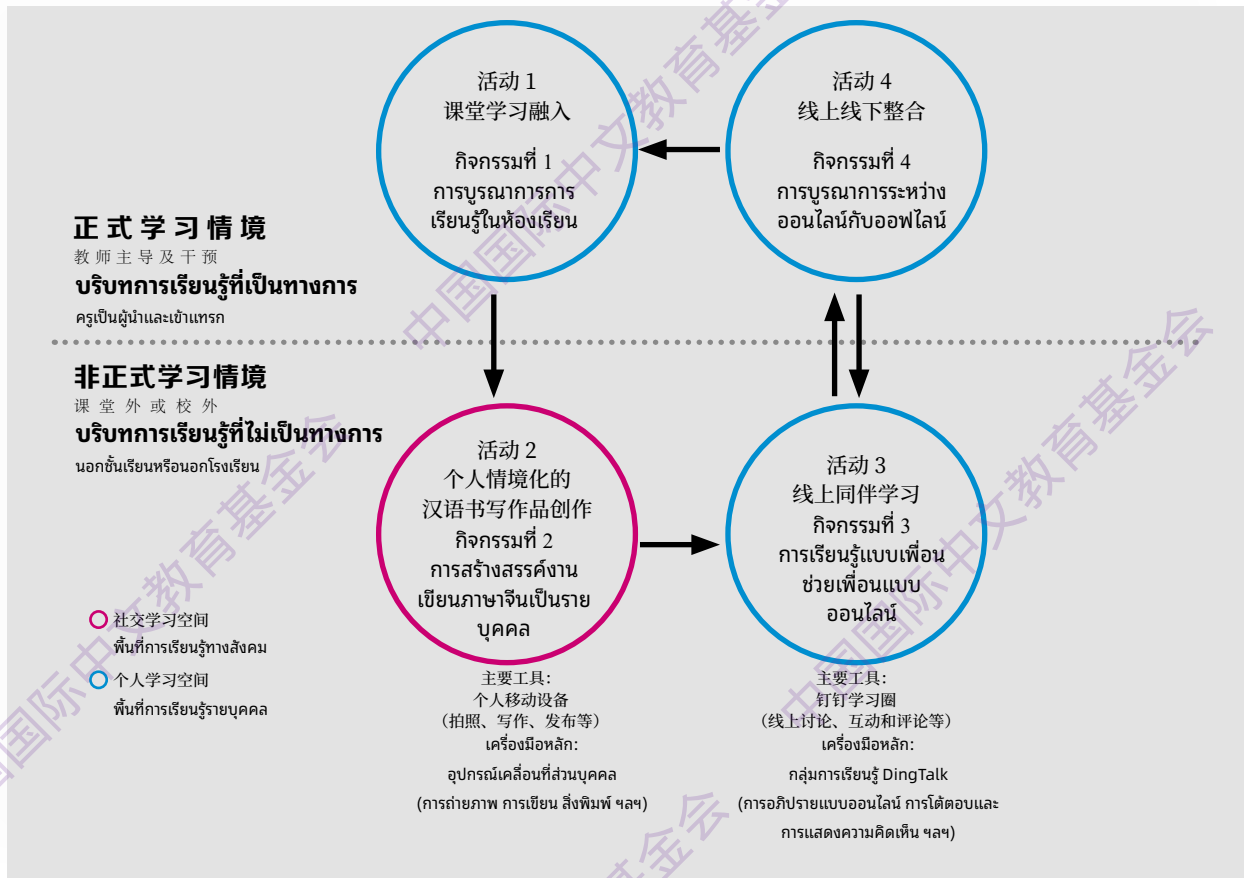 活动 1
课堂学习融入
กิจกรรมที่ 1
การบูรณาการการ
เรียนรู้ในห้องเรียน
活动 4
线上线下整合
กิจกรรมที่ 4
การบูรณาการระหว่าง
ออนไลน์กับออฟไลน์
正式学习情境
教师主导及干预
บริบทการเรียนรู้ที่เป็นทางการ
ครูเป็นผู้นำและเข้าแทรก
非正式学习情境
课堂外或校外
บริบทการเรียนรู้ที่ไม่เป็นทางการ
นอกชั้นเรียนหรือนอกโรงเรียน
活动 2
个人情境化的
汉语书写作品创作
กิจกรรมที่ 2
การสร้างสรรค์งาน
เขียนภาษาจีนเป็นราย
บุคคล
活动 3
线上同伴学习
กิจกรรมที่ 3
การเรียนรู้แบบเพื่อน
ช่วยเพื่อนแบบ
ออนไลน์
社交学习空间
พื้นที่การเรียนรู้ทางสังคม
个人学习空间
พื้นที่การเรียนรู้รายบุคคล
主要工具：
个人移动设备
（拍照、写作、发布等）
เครื่องมือหลัก:
อุปกรณ์เคลื่อนที่ส่วนบุคคล
(การถ่ายภาพ การเขียน สิ่งพิมพ์ ฯลฯ)
主要工具：
钉钉学习圈
（线上讨论、互动和评论等）
เครื่องมือหลัก:
กลุ่มการเรียนรู้ DingTalk
(การอภิปรายแบบออนไลน์ การโต้ตอบและ
การแสดงความคิดเห็น ฯลฯ)
中国国际中文教育基金会
中国国际中文教育基金会
国国际中文教育基金会
金会